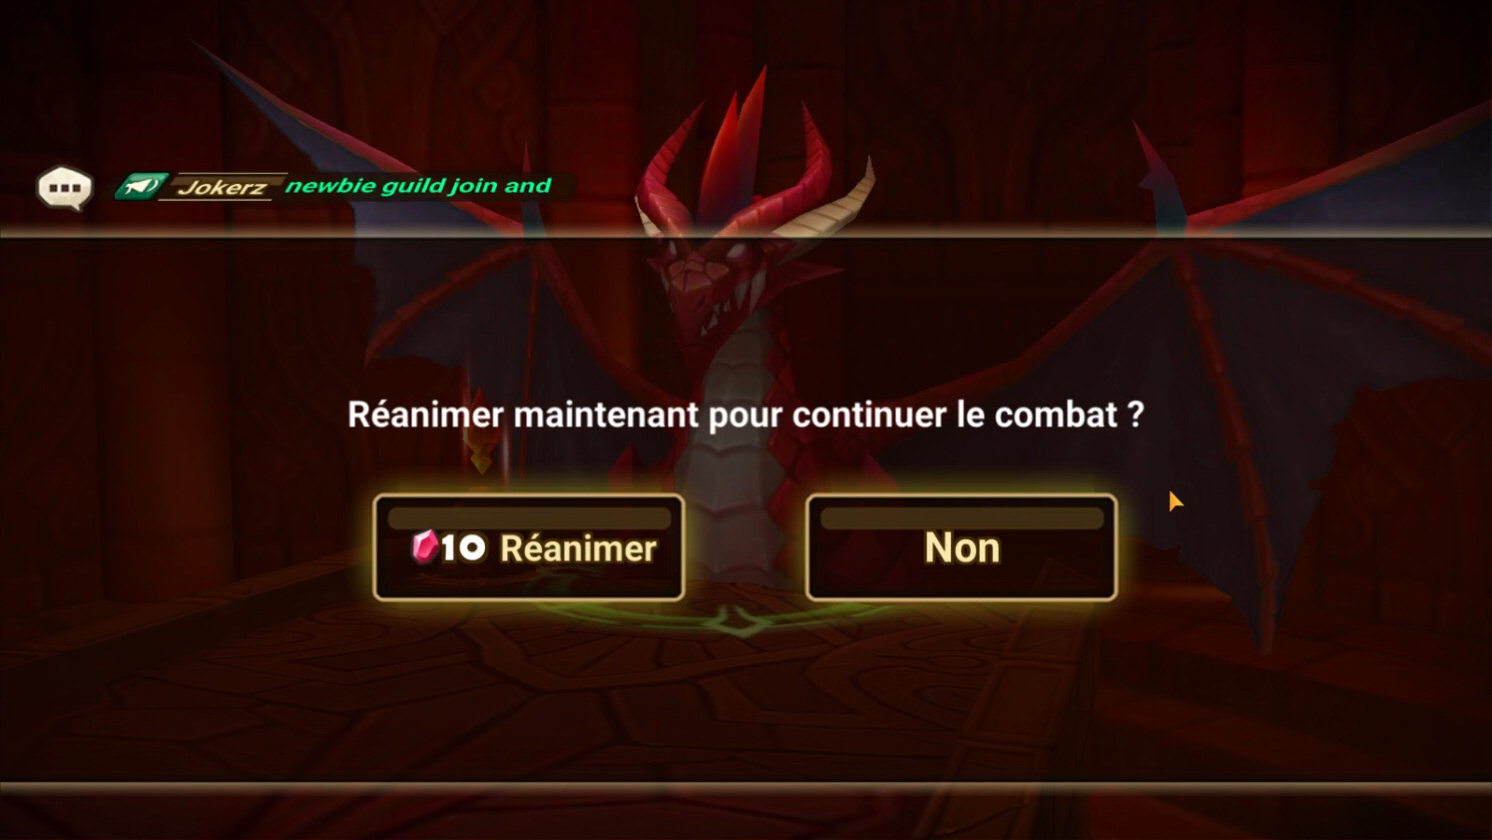 Jokerz newbie guild join and
Réanimer maintenant pour continuer le combat ?
10 Réanimer
Non